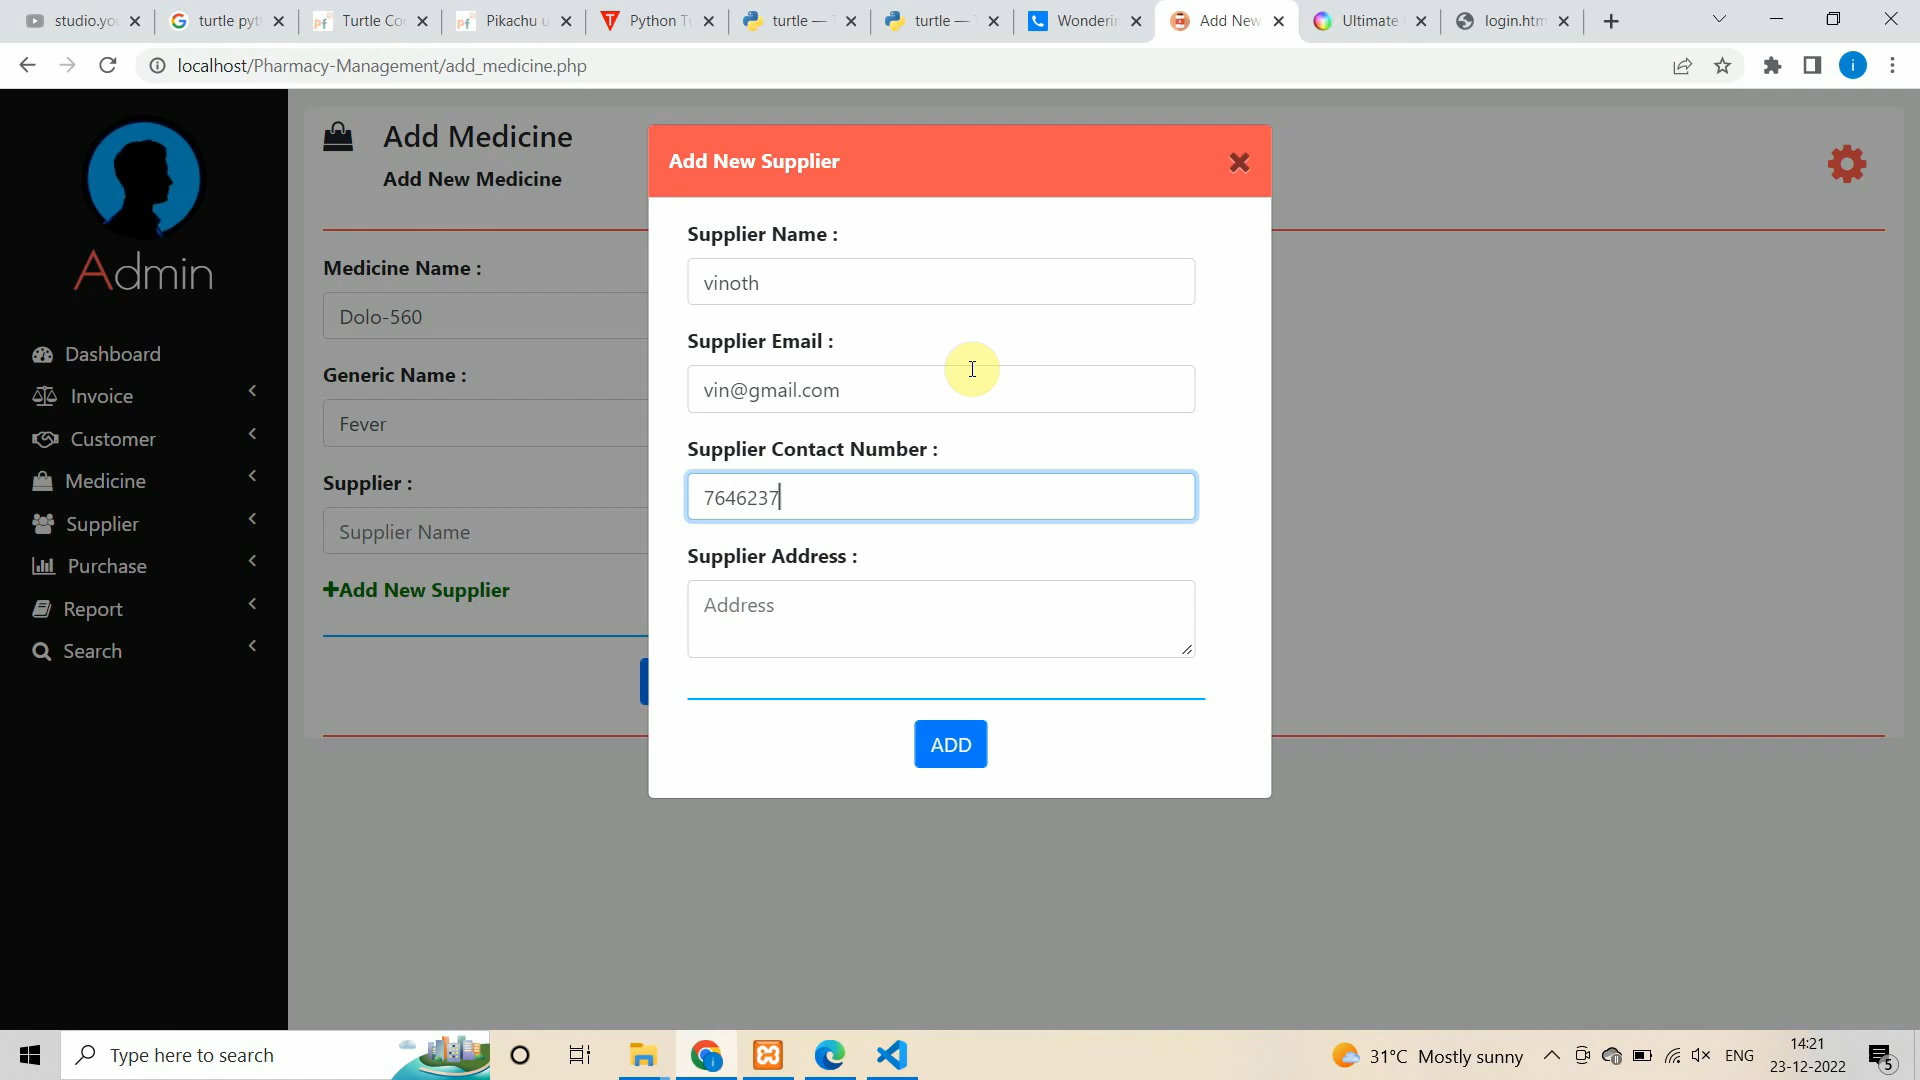 studio.yo
turtle pyt
Turtle Co
Pikachu u
Python Tu
turtle —
turtle —
Wonderin
Add New
Ultimate
login.htm
localhost/Pharmacy-Management/add_medicine.php
i
Admin
Dashboard
Invoice
Customer
Medicine
Supplier
Purchase
Report
Search
Add Medicine
Add New Medicine
Medicine Name :
Dolo-560
Generic Name :
Fever
Supplier :
Supplier Name
Add New Supplier
Add New Supplier
Supplier Name :
vinoth
Supplier Email :
vin@gmail.com
Supplier Contact Number :
7646237
Supplier Address :
Address
ADD
Type here to search
31°C Mostly sunny
ENG
14:21
23-12-2022
5